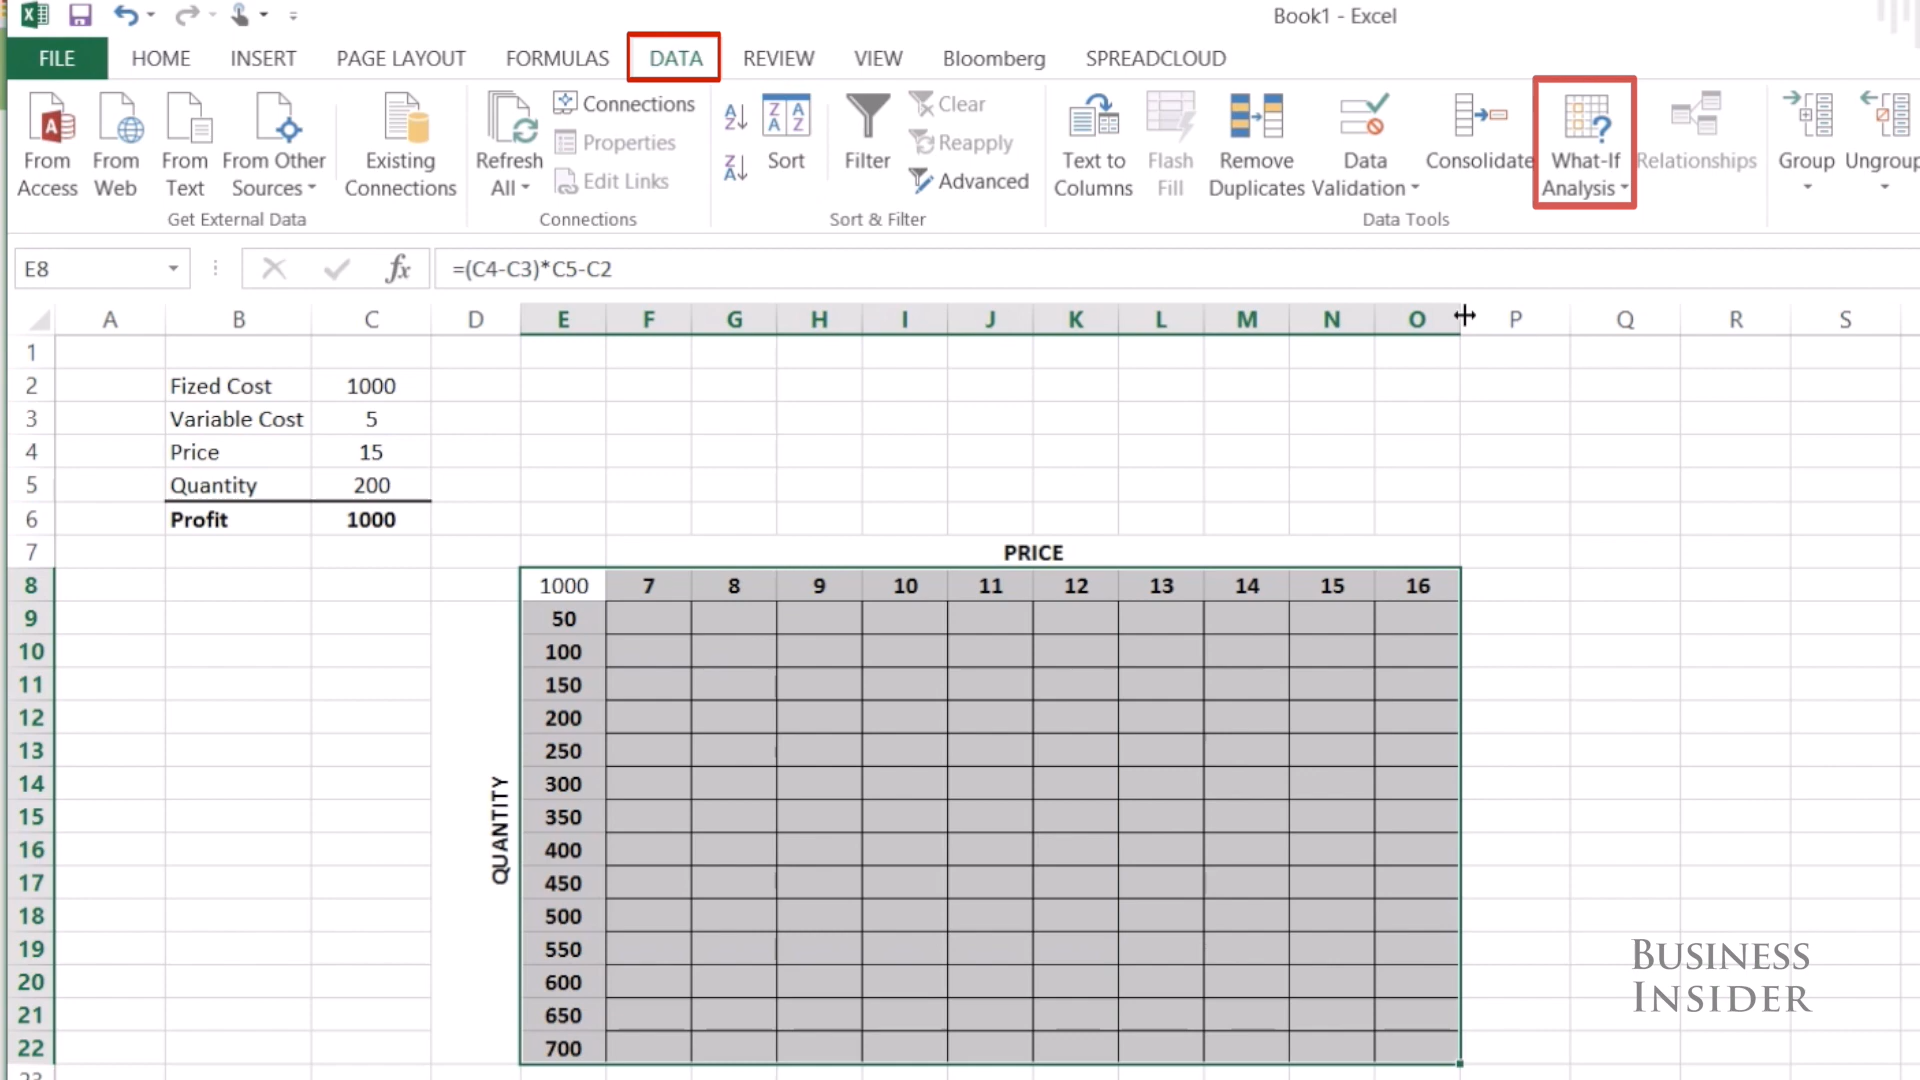 Book1 - Excel
FILE HOME INSERT PAGE LAYOUT FORMULAS DATA REVIEW VIEW Bloomberg SPREADCLOUD
From Access
From Web
From Text
From Other Sources
Existing Connections
Get External Data
Refresh All
Connections
Properties
Edit Links
Connections
A Z
Z A
Z A A Z
Sort
Filter
Clear
Reapply
Advanced
Sort & Filter
Text to Columns
Flash Fill
Remove Duplicates
Data Validation
Consolidate
What-If Analysis
Relationships
Data Tools
Group
Ungroup
E8 fx =(C4-C3)*C5-C2
A B C D E F G H I J K L M N O P Q R S
1
2 Fized Cost 1000
3 Variable Cost 5
4 Price 15
5 Quantity 200
6 Profit 1000
7 PRICE
8 1000 7 8 9 10 11 12 13 14 15 16
9 50
10 100
11 150
12 200
13 250
14 300
15 350
16 400
17 450
18 500
19 550
20 600
21 650
22 700
23
QUANTITY
BUSINESS
INSIDER